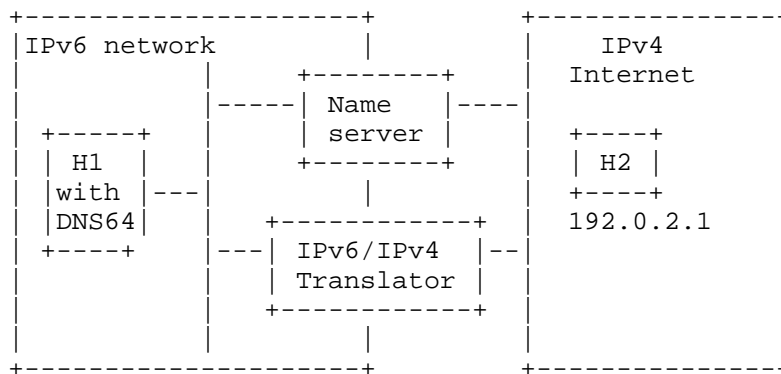 IPv6 network
IPv4
Internet
Name
server
H1
with
DNS64
H2
192.0.2.1
IPv6/IPv4
Translator